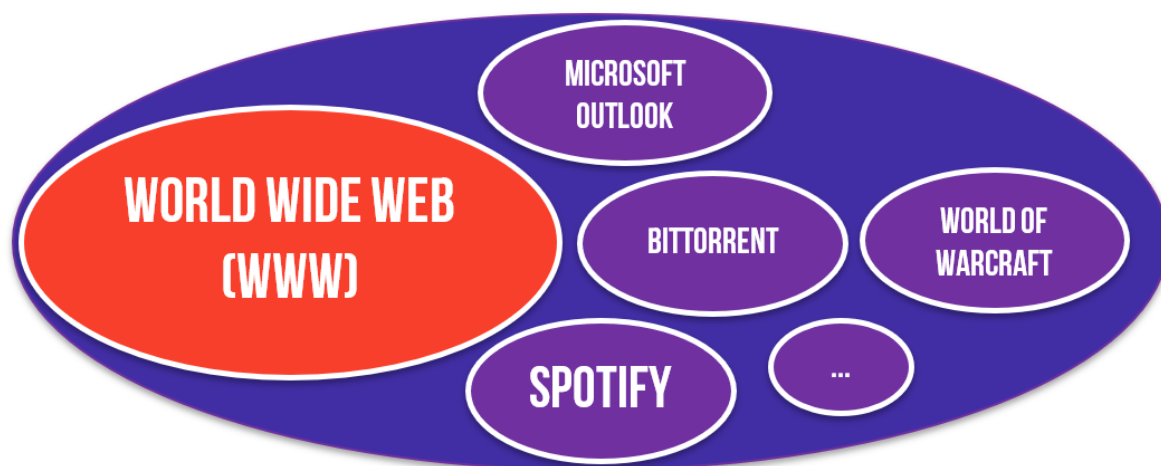 MICROSOFT
OUTLOOK
WORLD WIDE WEB
(WWW)
BITTORRENT
WORLD OF
WARCRAFT
SPOTIFY
...